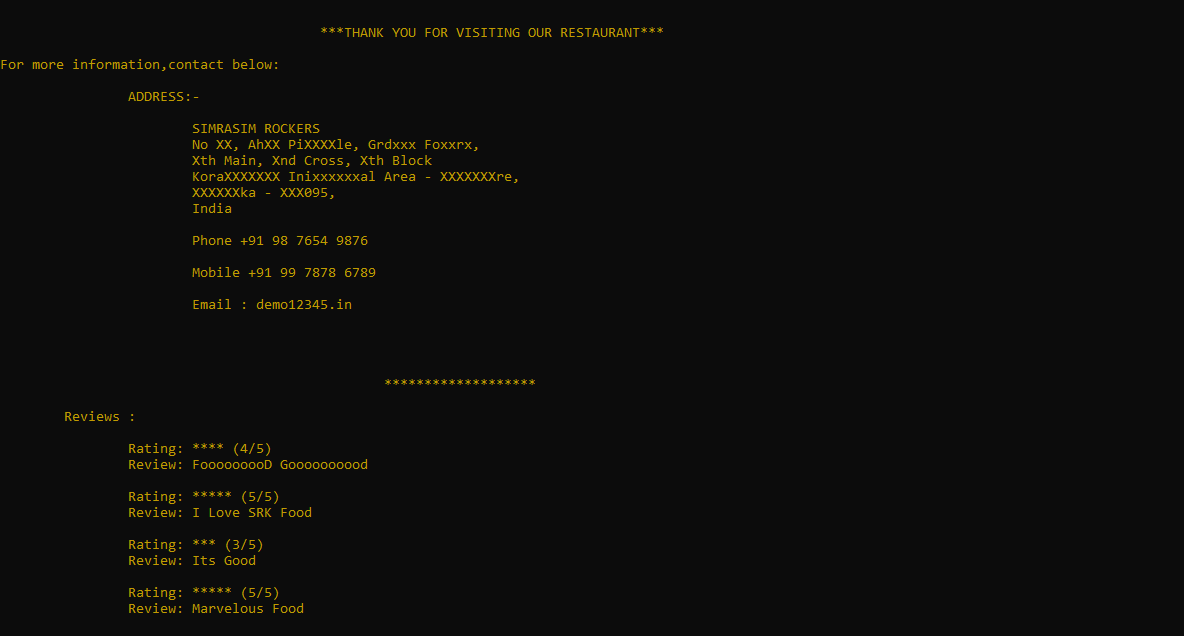 ***THANK YOU FOR VISITING OUR RESTAURANT***
For more information,contact below:
ADDRESS:-
SIMRASIM ROCKERS
No XX, AhXX PiXXXXle, Grdxxx Foxxrx,
Xth Main, Xnd Cross, Xth Block
KoraXXXXXXX Inixxxxxxal Area - XXXXXXXre,
XXXXXXka - XXX095,
India
Phone +91 98 7654 9876
Mobile +91 99 7878 6789
Email : demo12345.in
*******************
Reviews :
Rating: **** (4/5)
Review: FooooooooD Goooooooood
Rating: ***** (5/5)
Review: I Love SRK Food
Rating: *** (3/5)
Review: Its Good
Rating: ***** (5/5)
Review: Marvelous Food